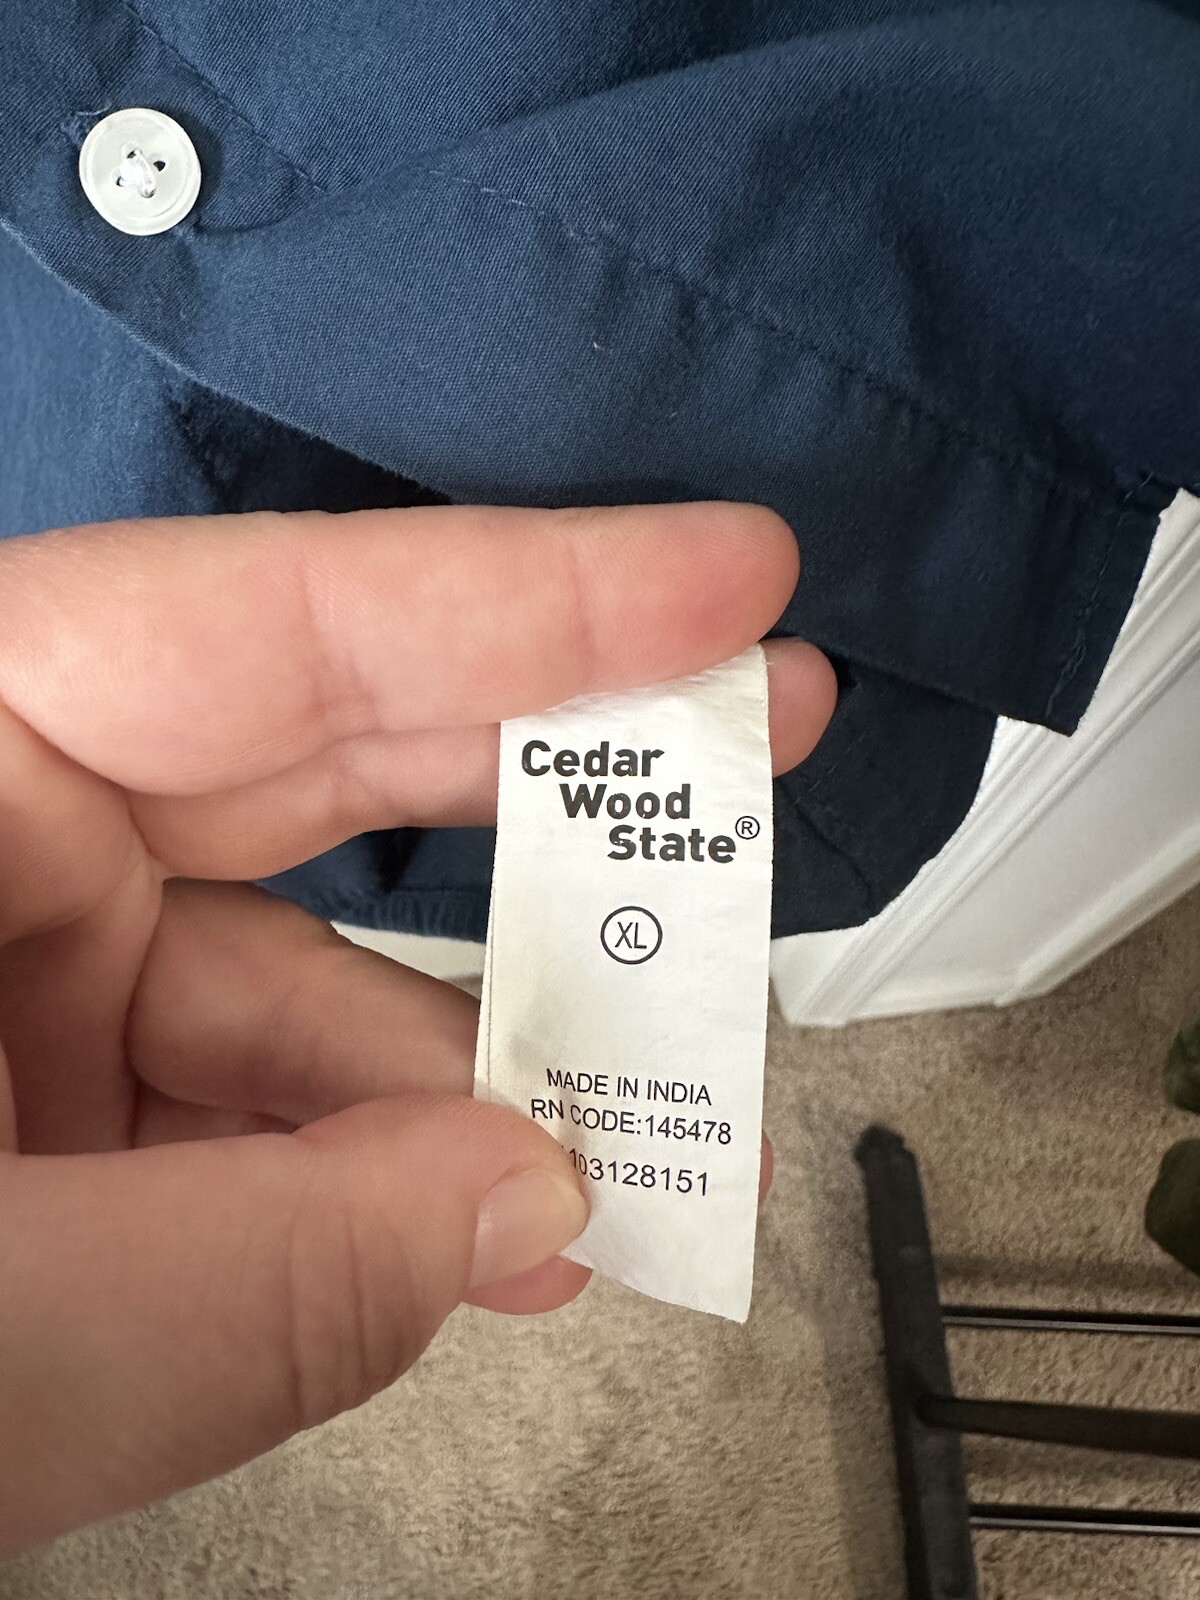 Cedar
Wood
State®
XL
MADE IN INDIA
RN CODE:145478
103128151